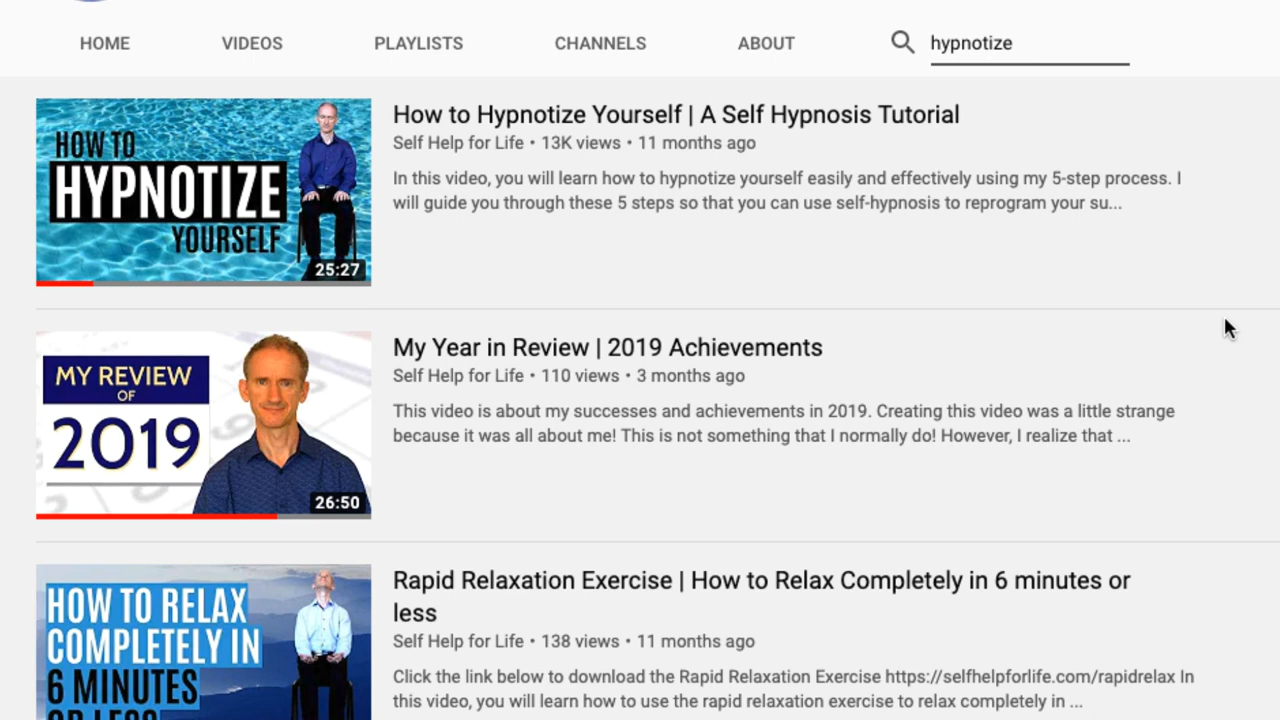 HOME VIDEOS PLAYLISTS CHANNELS ABOUT hypnotize
HOW TO
HYPNOTIZE
YOURSELF
25:27
How to Hypnotize Yourself | A Self Hypnosis Tutorial
Self Help for Life • 13K views • 11 months ago
In this video, you will learn how to hypnotize yourself easily and effectively using my 5-step process. I
will guide you through these 5 steps so that you can use self-hypnosis to reprogram your su...
MY REVIEW
OF
2019
26:50
My Year in Review | 2019 Achievements
Self Help for Life • 110 views • 3 months ago
This video is about my successes and achievements in 2019. Creating this video was a little strange
because it was all about me! This is not something that I normally do! However, I realize that ...
HOW TO RELAX
COMPLETELY IN
6 MINUTES
OR LESS
Rapid Relaxation Exercise | How to Relax Completely in 6 minutes or
less
Self Help for Life • 138 views • 11 months ago
Click the link below to download the Rapid Relaxation Exercise https://selfhelpforlife.com/rapidrelax In
this video, you will learn how to use the rapid relaxation exercise to relax completely in ...